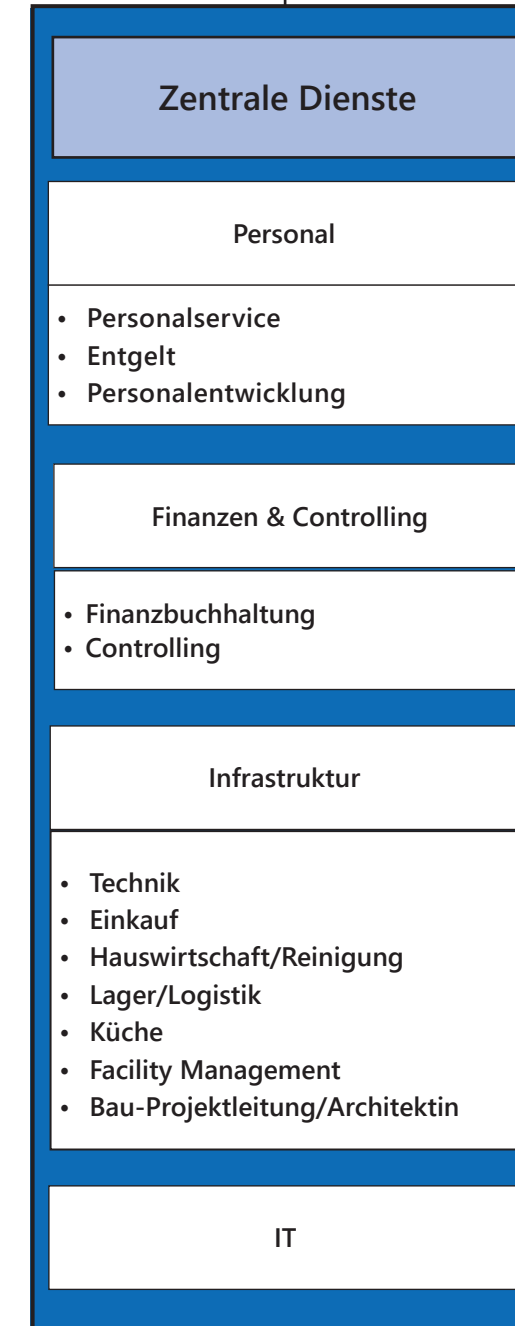 Zentrale Dienste
Personal
• Personalservice
• Entgelt
• Personalentwicklung
Finanzen & Controlling
• Finanzbuchhaltung
• Controlling
Infrastruktur
• Technik
• Einkauf
• Hauswirtschaft/Reinigung
• Lager/Logistik
• Küche
• Facility Management
• Bau-Projektleitung/Architektin
IT